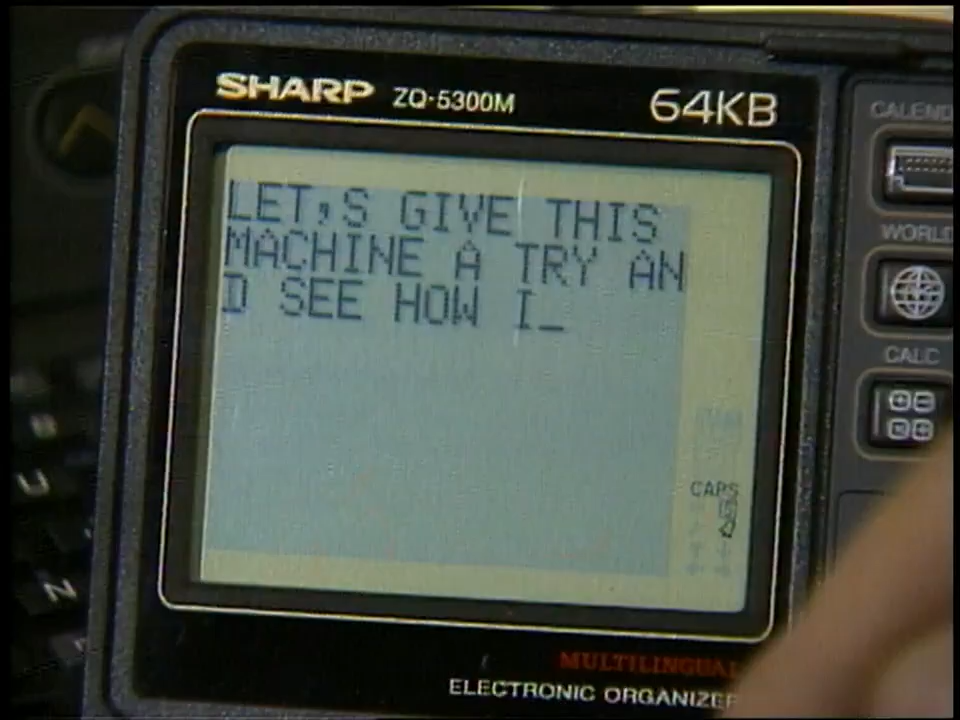 SHARP ZQ-5300M 64KB
CALEND
LET,S GIVE THIS
MACHINE A TRY AN
D SEE HOW I_
WORLD
CALC
CAPS
U
N
MULTILINGUAL
ELECTRONIC ORGANIZER